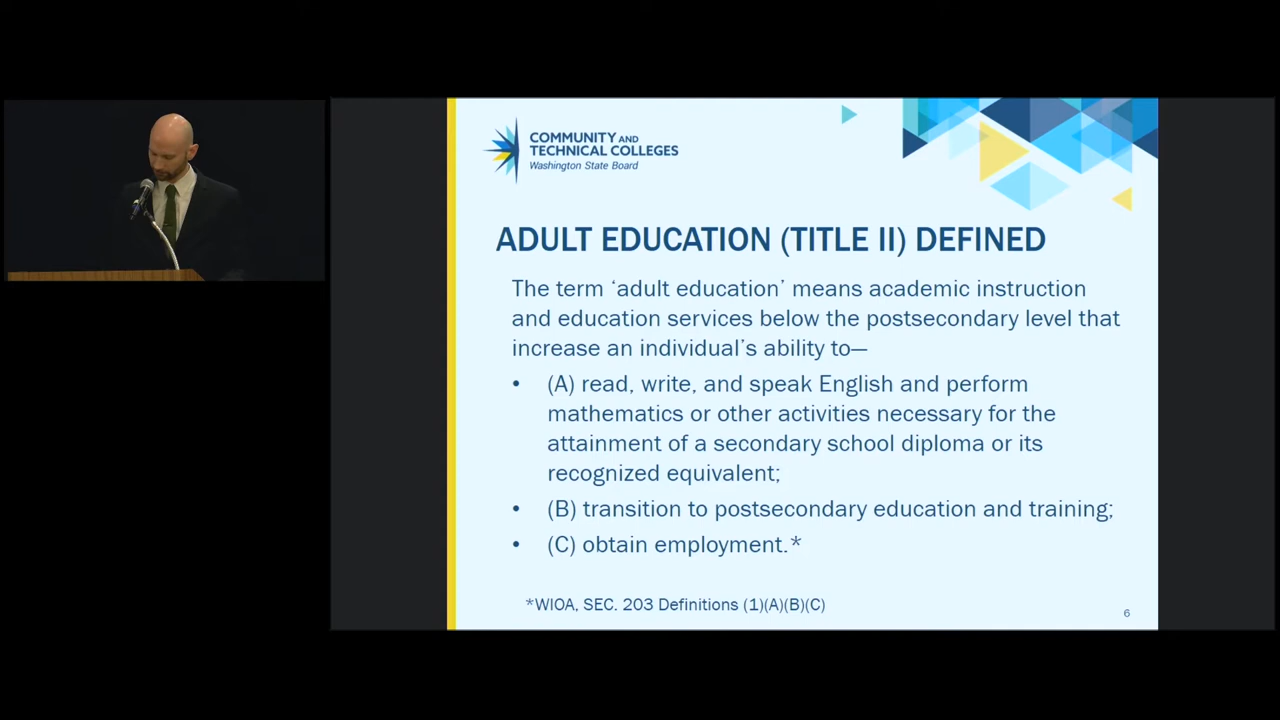 COMMUNITY AND
TECHNICAL COLLEGES
Washington State Board
ADULT EDUCATION (TITLE II) DEFINED
The term ‘adult education’ means academic instruction
and education services below the postsecondary level that
increase an individual’s ability to—
• (A) read, write, and speak English and perform
mathematics or other activities necessary for the
attainment of a secondary school diploma or its
recognized equivalent;
• (B) transition to postsecondary education and training;
• (C) obtain employment.*
*WIOA, SEC. 203 Definitions (1)(A)(B)(C)
6